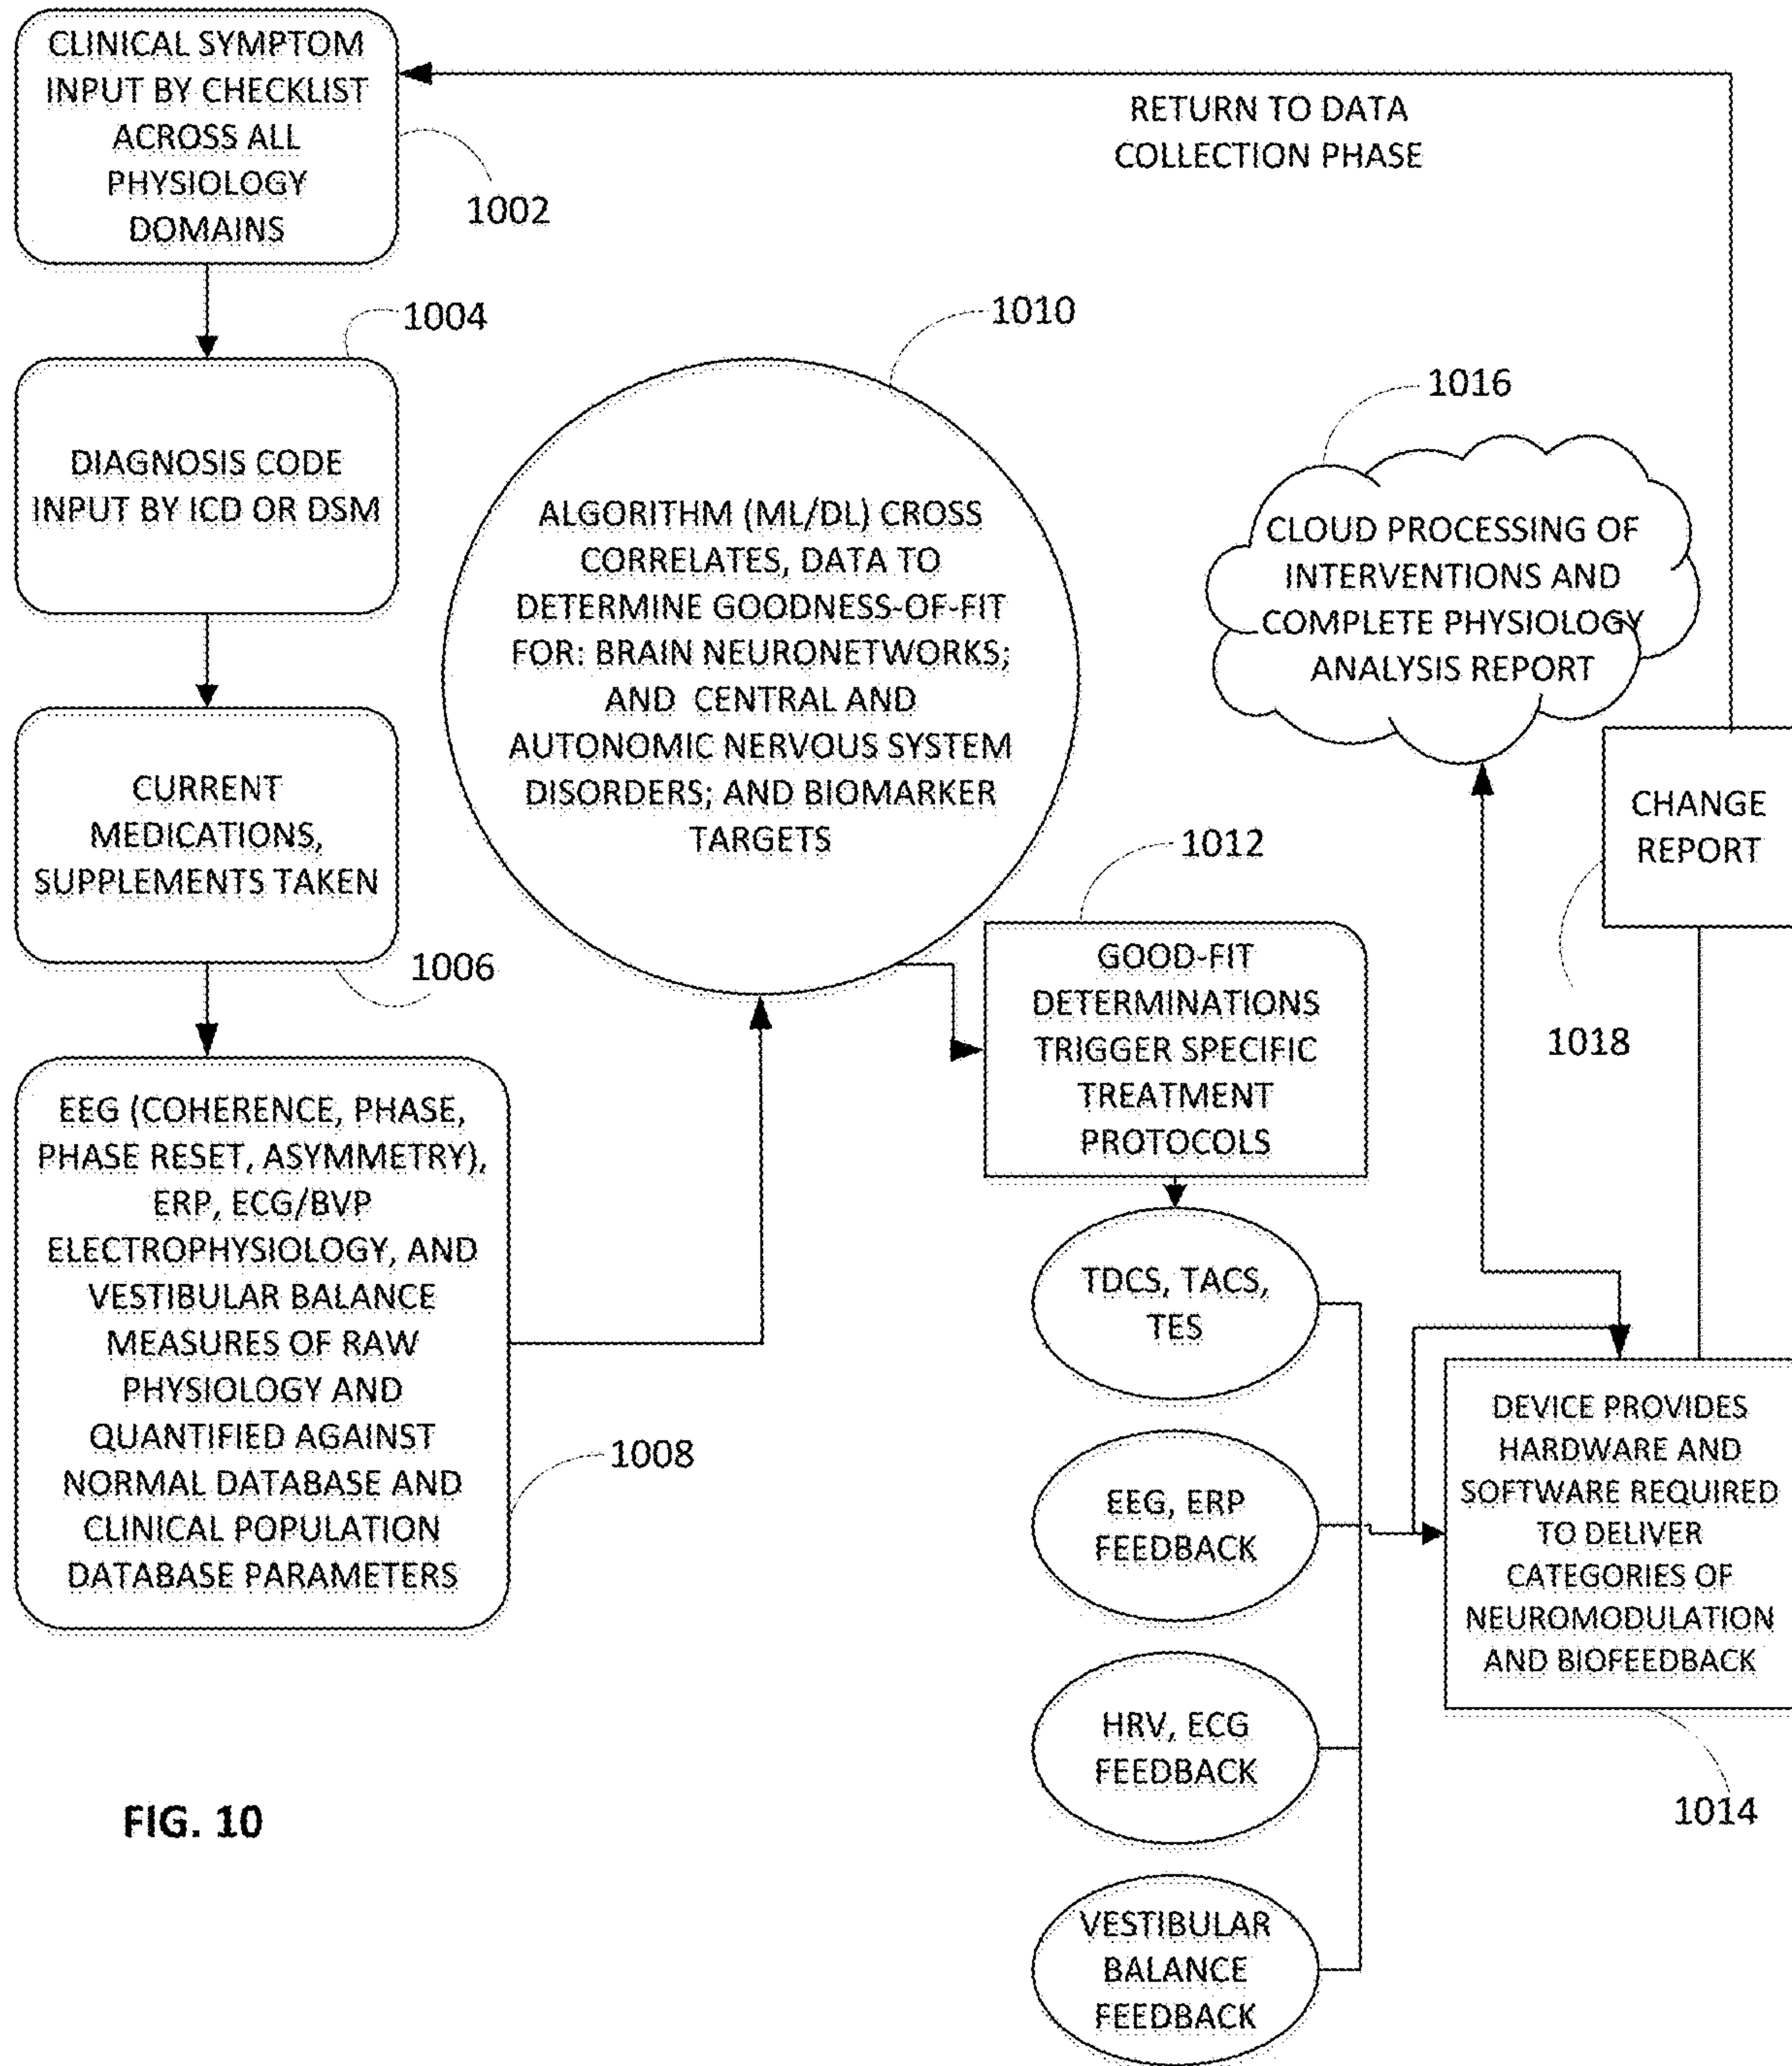 CLINICAL SYMPTOM
INPUT BY CHECKLIST
ACROSS ALL
PHYSIOLOGY
DOMAINS
1002
RETURN TO DATA
COLLECTION PHASE
1004
DIAGNOSIS CODE
INPUT BY ICD OR DSM
CURRENT
MEDICATIONS,
SUPPLEMENTS TAKEN
1006
EEG (COHERENCE, PHASE,
PHASE RESET, ASYMMETRY),
ERP, ECG/BVP
ELECTROPHYSIOLOGY, AND
VESTIBULAR BALANCE
MEASURES OF RAW
PHYSIOLOGY AND
QUANTIFIED AGAINST
NORMAL DATABASE AND
CLINICAL POPULATION
DATABASE PARAMETERS
1008
1010
ALGORITHM (ML/DL) CROSS
CORRELATES, DATA TO
DETERMINE GOODNESS-OF-FIT
FOR: BRAIN NEURONETWORKS;
AND CENTRAL AND
AUTONOMIC NERVOUS SYSTEM
DISORDERS; AND BIOMARKER
TARGETS
1012
GOOD-FIT
DETERMINATIONS
TRIGGER SPECIFIC
TREATMENT
PROTOCOLS
TDCS, TACS,
TES
EEG, ERP
FEEDBACK
HRV, ECG
FEEDBACK
VESTIBULAR
BALANCE
FEEDBACK
1016
CLOUD PROCESSING OF
INTERVENTIONS AND
COMPLETE PHYSIOLOGY
ANALYSIS REPORT
CHANGE
REPORT
1018
DEVICE PROVIDES
HARDWARE AND
SOFTWARE REQUIRED
TO DELIVER
CATEGORIES OF
NEUROMODULATION
AND BIOFEEDBACK
1014
FIG. 10